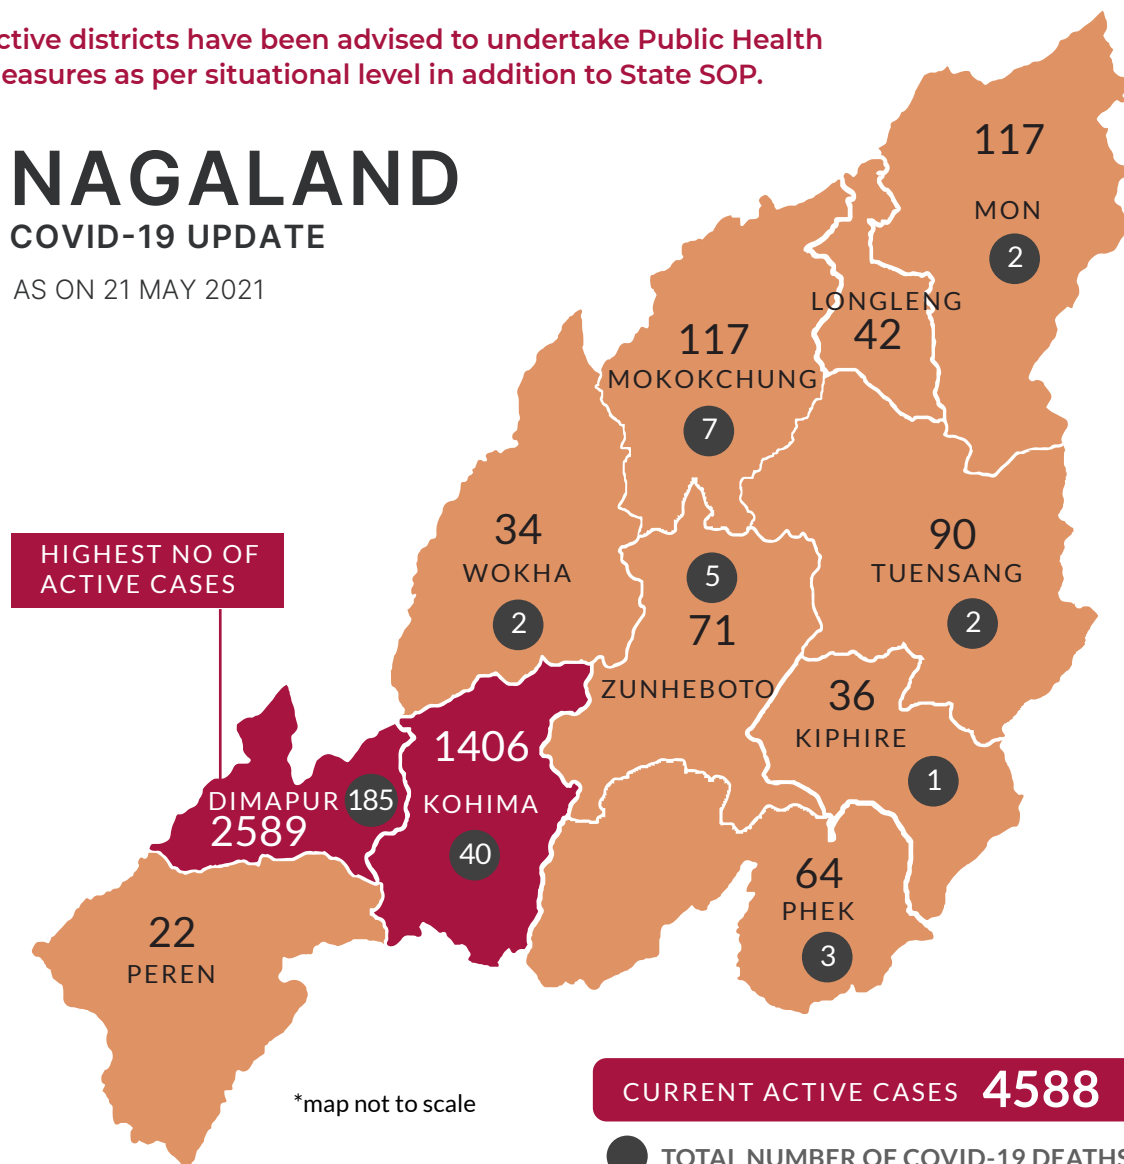 ctive districts have been advised to undertake Public Health
easures as per situational level in addition to State SOP.
NAGALAND
COVID-19 UPDATE
AS ON 21 MAY 2021
117
MON
2
LONGLENG
42
117
MOKOKCHUNG
7
34
WOKHA
2
90
TUENSANG
2
5
71
ZUNHEBOTO
HIGHEST NO OF
ACTIVE CASES
36
KIPHIRE
1
1406
KOHIMA
40
DIMAPUR 185
2589
64
PHEK
3
22
PEREN
*map not to scale
CURRENT ACTIVE CASES 4588
TOTAL NUMBER OF COVID-19 DEATHS